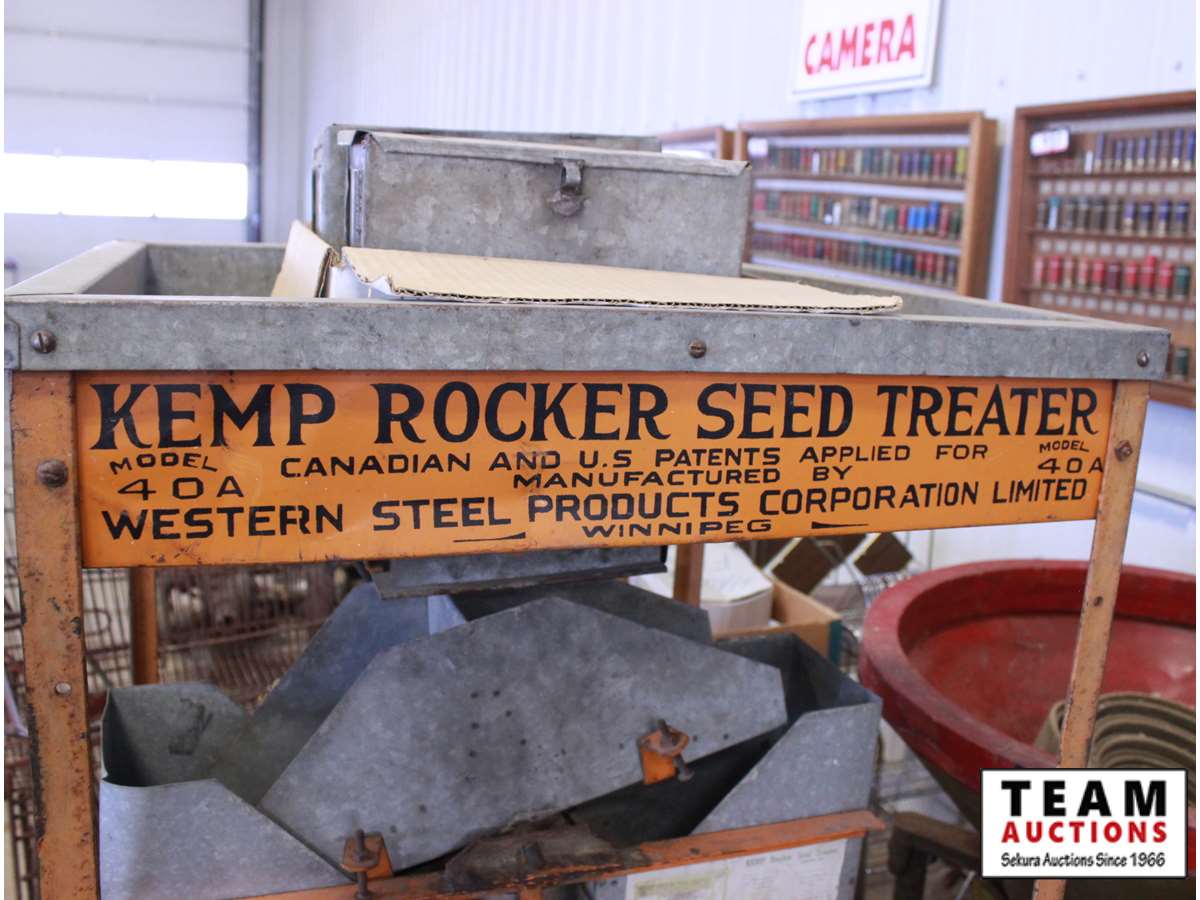 CAMERA
KEMP ROCKER SEED TREATER
MODEL 40A
CANADIAN AND U.S PATENTS APPLIED FOR
MODEL 40A
MANUFACTURED BY
WESTERN STEEL PRODUCTS CORPORATION LIMITED
WINNIPEG
TEAM
AUCTIONS
Sekura Auctions Since 1966